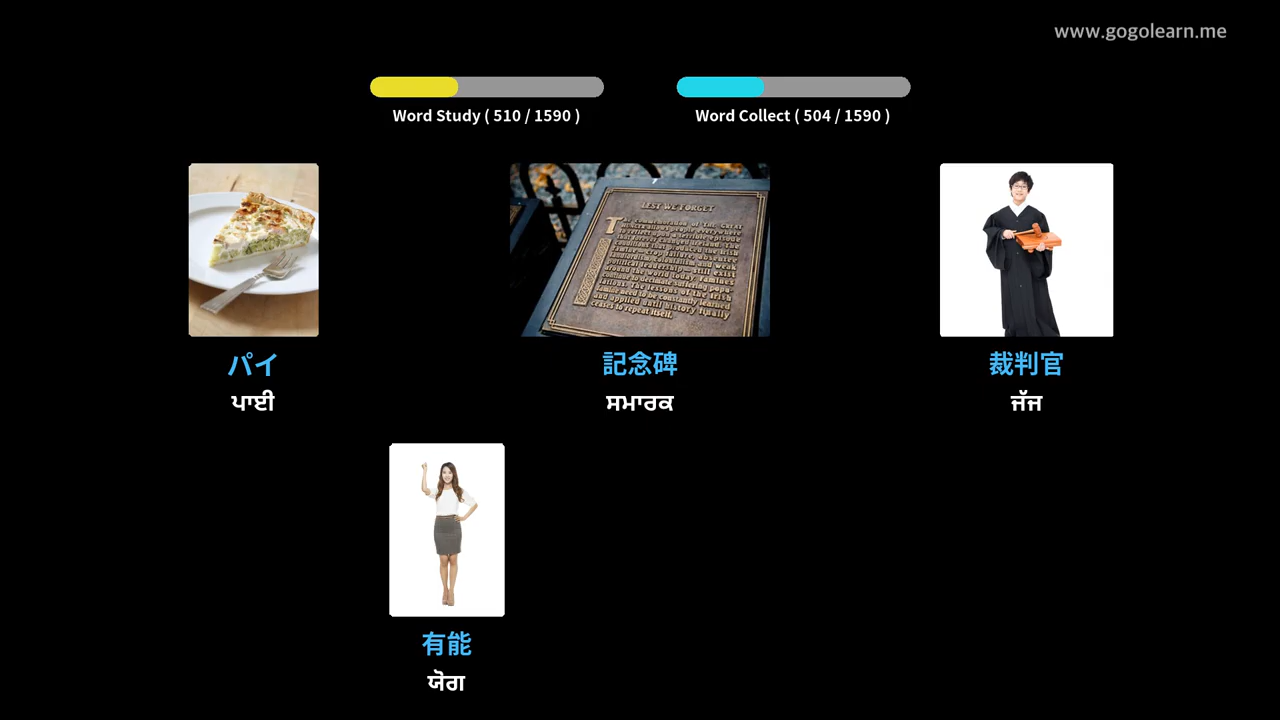 www.gogolearn.me
Word Study ( 510 / 1590 )
Word Collect ( 504 / 1590 )
LEST WE FORGET
パイ
ਪਾਈ
記念碑
ਸਮਾਰਕ
裁判官
ਜੱਜ
有能
ਯੋਗ